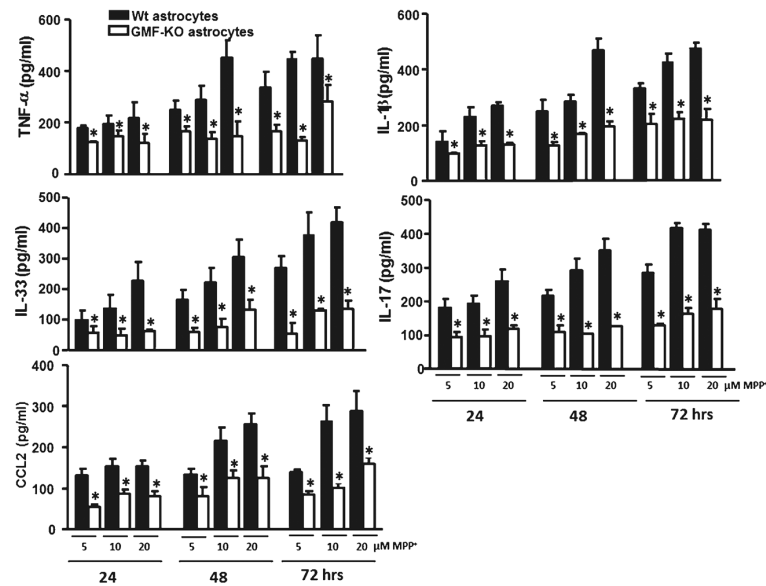 Wt astrocytes
GMF-KO astrocytes
TNF-α (pg/ml)
600
400
200
0
* * * * * * * * *
IL-1β (pg/ml)
600
400
200
0
* * * * * * * * *
IL-33 (pg/ml)
500
400
300
200
100
0
* * * * * * * * *
IL-17 (pg/ml)
500
400
300
200
100
0
* * * * * * * * *
5 10 20 5 10 20 5 10 20 μM MPP⁺
24 48 72 hrs
CCL2 (pg/ml)
400
300
200
100
0
* * * * * * * * *
5 10 20 5 10 20 5 10 20 μM MPP⁺
24 48 72 hrs